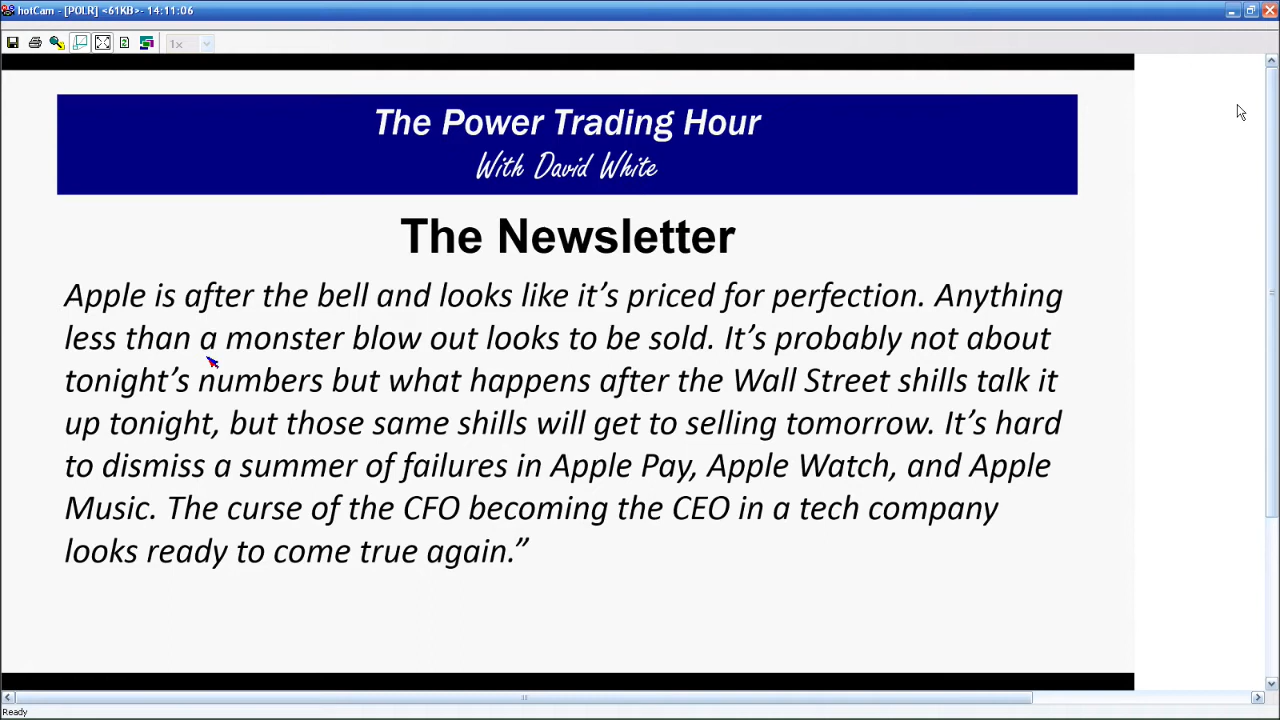 hotCam - [POLR] <61KB>- 14:11:06
1x
The Power Trading Hour
With David White
The Newsletter
Apple is after the bell and looks like it’s priced for perfection. Anything
less than a monster blow out looks to be sold. It’s probably not about
tonight’s numbers but what happens after the Wall Street shills talk it
up tonight, but those same shills will get to selling tomorrow. It’s hard
to dismiss a summer of failures in Apple Pay, Apple Watch, and Apple
Music. The curse of the CFO becoming the CEO in a tech company
looks ready to come true again.”
Ready